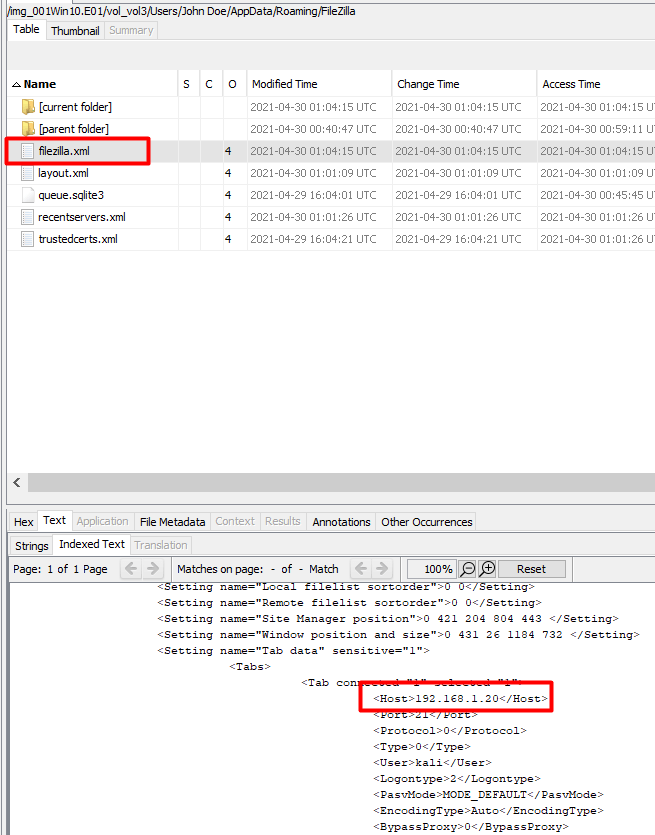 /img_001Win10.E01/vol_vol3/Users/John Doe/AppData/Roaming/FileZilla
Table Thumbnail Summary
Name S C O Modified Time Change Time Access Time
[current folder] 2021-04-30 01:04:15 UTC 2021-04-30 01:04:15 UTC 2021-04-30 01:04:15 UT
[parent folder] 2021-04-30 00:40:47 UTC 2021-04-30 00:40:47 UTC 2021-04-30 00:59:11 UT
filezilla.xml 4 2021-04-30 01:04:15 UTC 2021-04-30 01:04:15 UTC 2021-04-30 01:04:15 UT
layout.xml 4 2021-04-30 01:01:09 UTC 2021-04-30 01:01:09 UTC 2021-04-30 01:01:09 UT
queue.sqlite3 4 2021-04-29 16:04:01 UTC 2021-04-29 16:04:01 UTC 2021-04-30 00:45:45 UT
recentservers.xml 4 2021-04-30 01:01:26 UTC 2021-04-30 01:01:26 UTC 2021-04-30 01:01:26 UT
trustedcerts.xml 4 2021-04-29 16:04:21 UTC 2021-04-29 16:04:21 UTC 2021-04-30 01:01:26 UT
Hex Text Application File Metadata Context Results Annotations Other Occurrences
Strings Indexed Text Translation
Page: 1 of 1 Page Matches on page: - of - Match 100% Reset
<Setting name="Local filelist sortorder">0 0</Setting>
<Setting name="Remote filelist sortorder">0 0</Setting>
<Setting name="Site Manager position">0 421 204 804 443 </Setting>
<Setting name="Window position and size">0 431 26 1184 732 </Setting>
<Setting name="Tab data" sensitive="1">
<Tabs>
<Tab connected="1" selected="1">
<Host>192.168.1.20</Host>
<Port>21</Port>
<Protocol>0</Protocol>
<Type>0</Type>
<User>kali</User>
<Logontype>2</Logontype>
<PasvMode>MODE_DEFAULT</PasvMode>
<EncodingType>Auto</EncodingType>
<BypassProxy>0</BypassProxy>